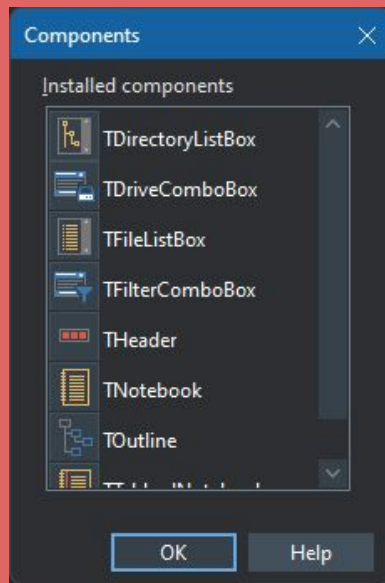 Components
Installed components
TDirectoryListBox
TDriveComboBox
TFileListBox
TFilterComboBox
THeader
TNotebook
TOutline
OK
Help